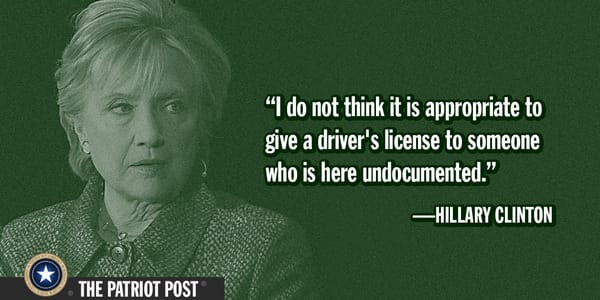 “I do not think it is appropriate to
give a driver's license to someone
who is here undocumented.”
—HILLARY CLINTON
THE PATRIOT POST